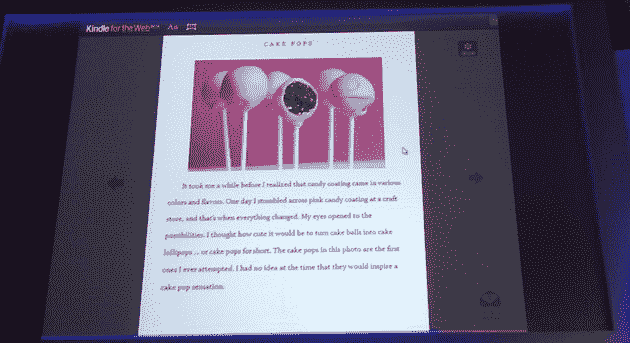 Kindle for the Web Aa
CAKE POPS
It took me a while before I realized that candy coating came in various
colors and flavors. One day I stumbled across pink candy coating at a craft
store, and that's when everything changed. My eyes opened to the
possibilities. I thought how cute it would be to turn cake balls into cake
lollipops ... or cake pops for short. The cake pops in this photo are the first
ones I ever attempted. I had no idea at the time that they would inspire a
cake pop sensation.